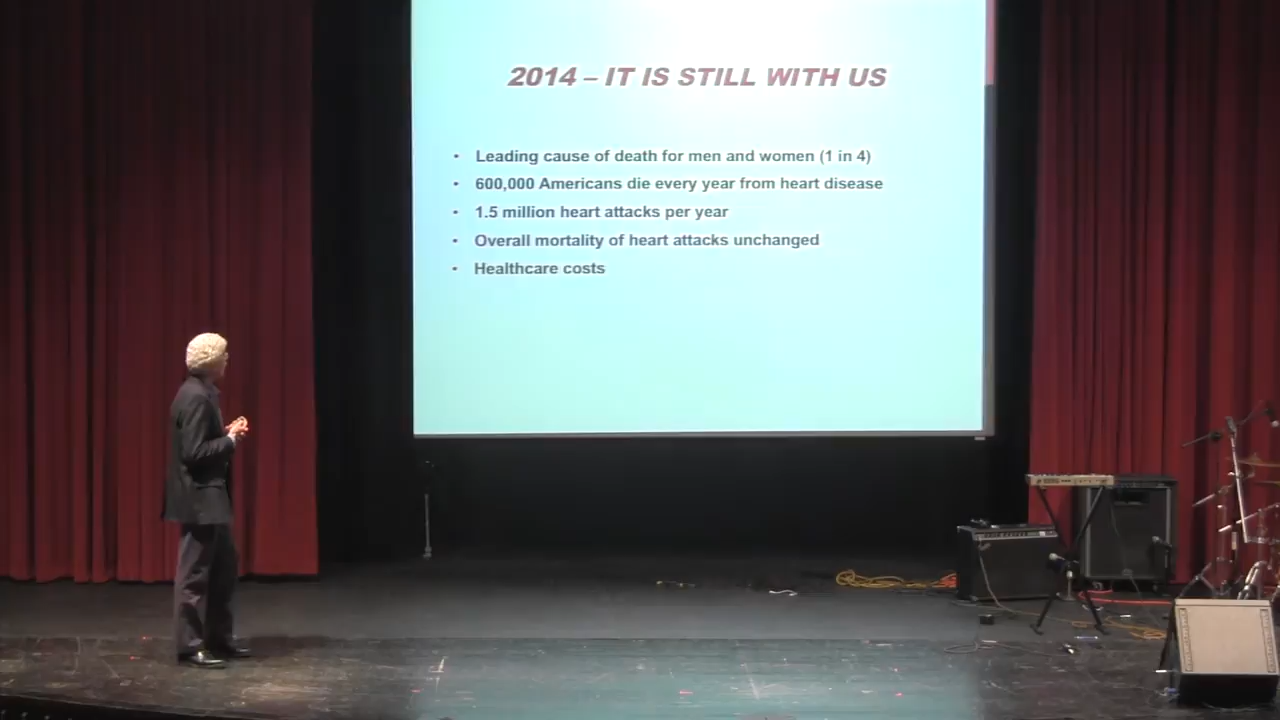 2014 – IT IS STILL WITH US
• Leading cause of death for men and women (1 in 4)
• 600,000 Americans die every year from heart disease
• 1.5 million heart attacks per year
• Overall mortality of heart attacks unchanged
• Healthcare costs